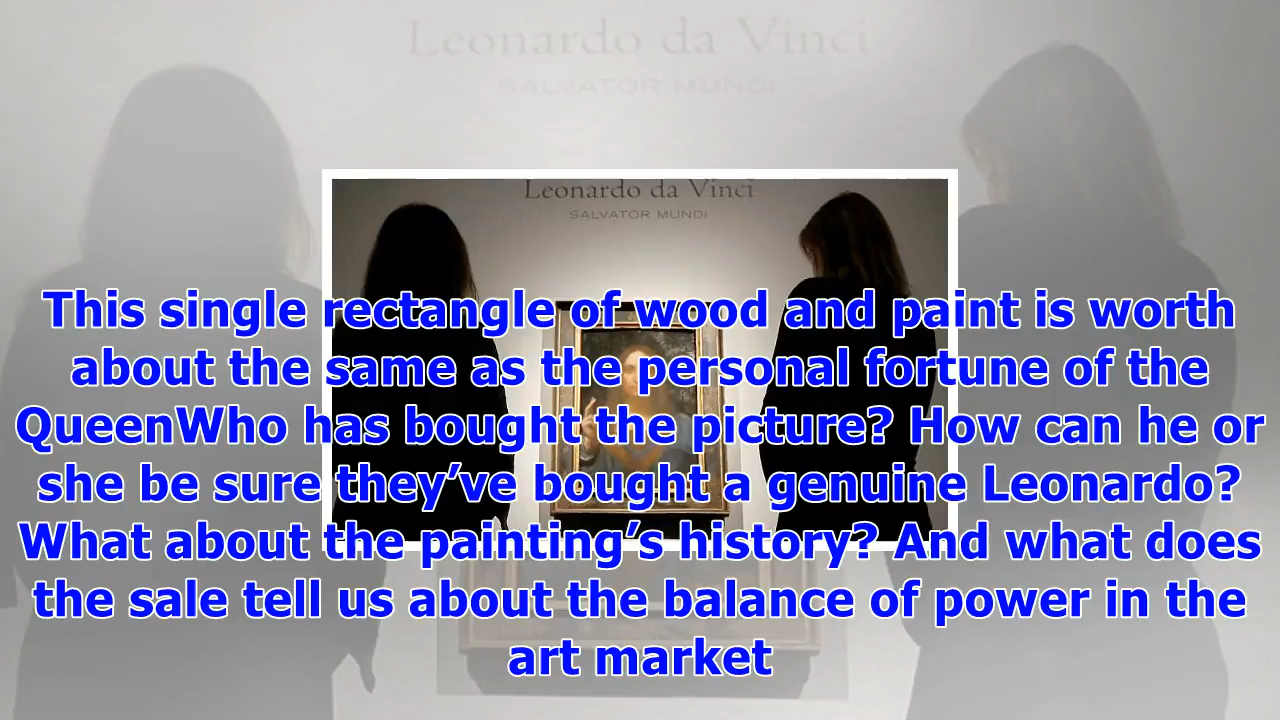 Leonardo da Vinci
SALVATOR MUNDI
Leonardo da Vinci
SALVATOR MUNDI
This single rectangle of wood and paint is worth
about the same as the personal fortune of the
QueenWho has bought the picture? How can he or
she be sure they’ve bought a genuine Leonardo?
What about the painting’s history? And what does
the sale tell us about the balance of power in the
art market